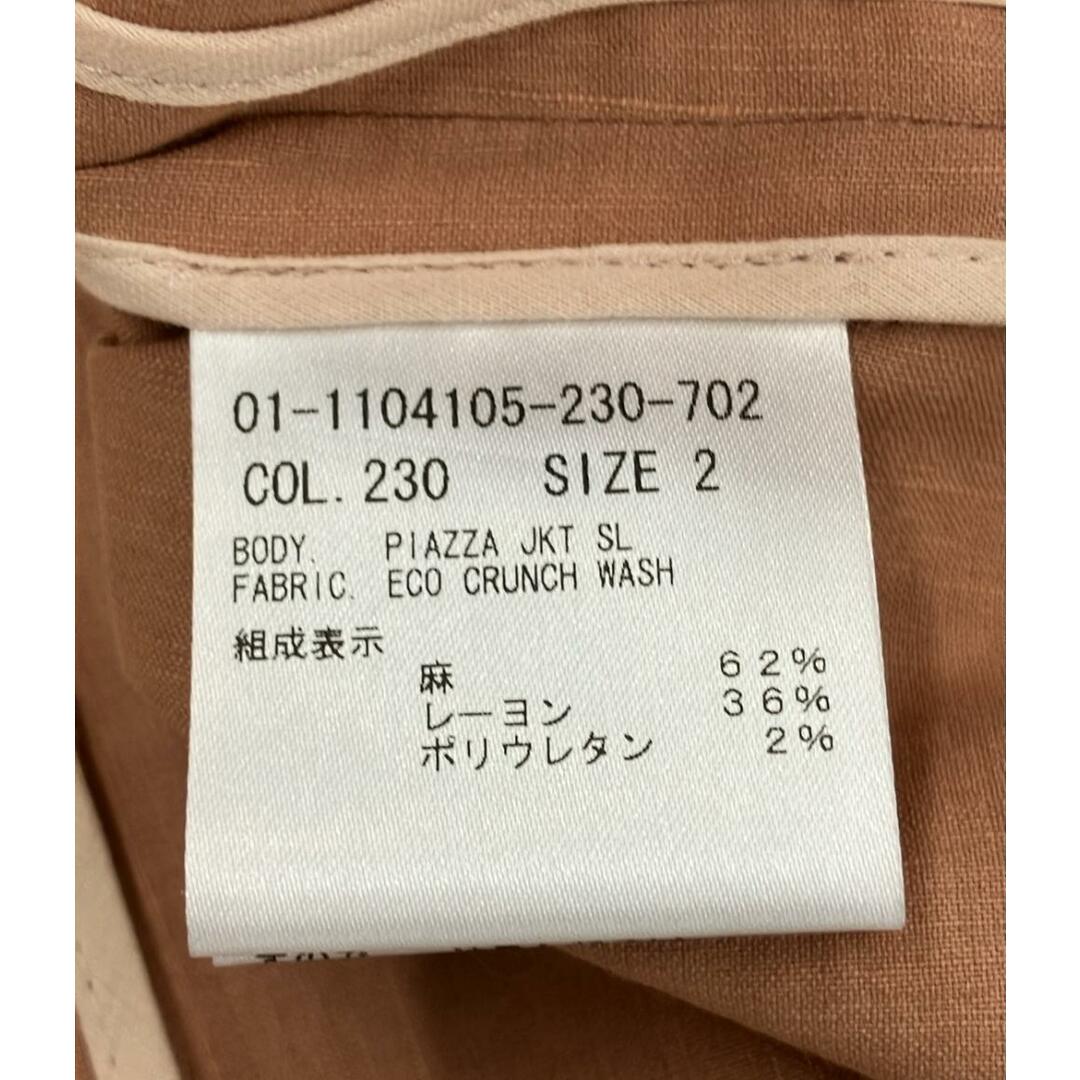 01-1104105-230-702
COL. 230 SIZE 2
BODY. PIAZZA JKT SL
FABRIC. ECO CRUNCH WASH
組成表示
麻 62%
レーヨン 36%
ポリウレタン 2%